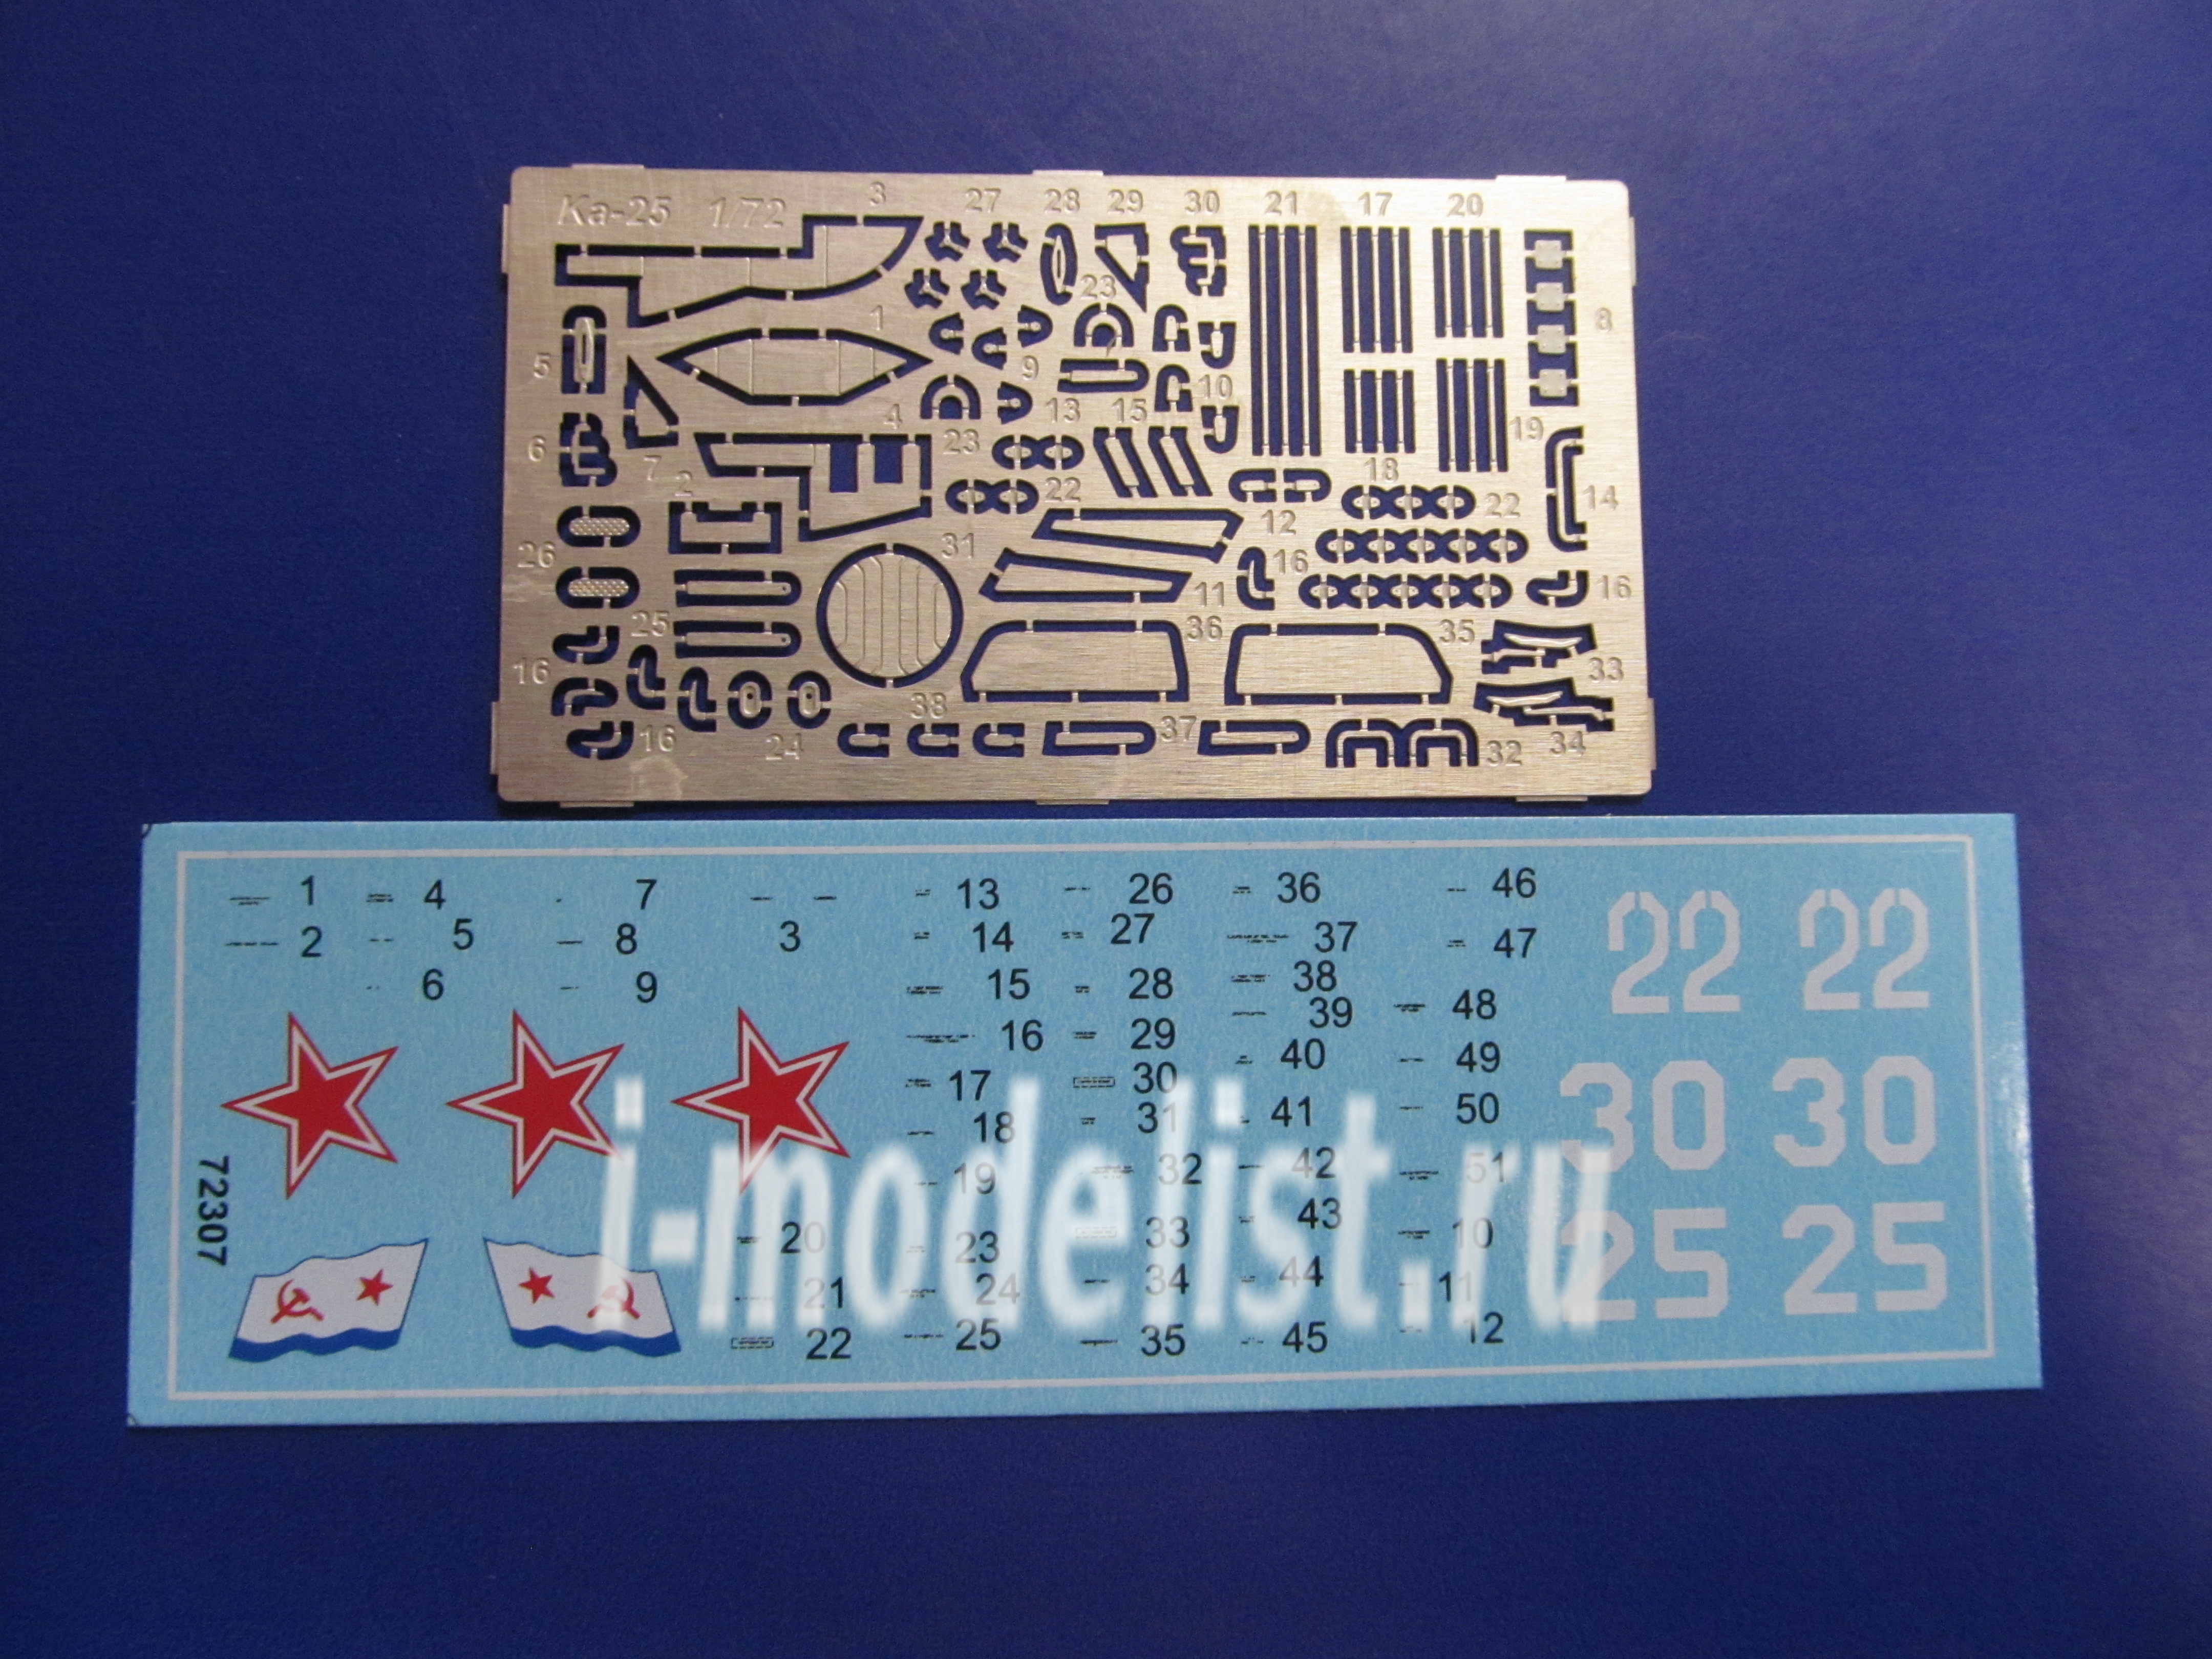 Ka-25 1/72
3 27 28 29 30 21 17 20
23
1 8
5 9 10
4 13 15
6 23 19
7 2 22 18 22 14
12
26 31 16
11 16
25 36 35
16 33
38
16 24 37 32 34
1 4 7 13 26 36 46
2 5 8 3 14 27 37 47
6 9 15 28 38
39 48
16 29
40 49
17 30
18 31 41 50
19 32 42 51
20 23 33 43 10
21 24 34 44 11
22 25 35 45 12
22 22
30 30
25 25
72307
i-modelist.ru